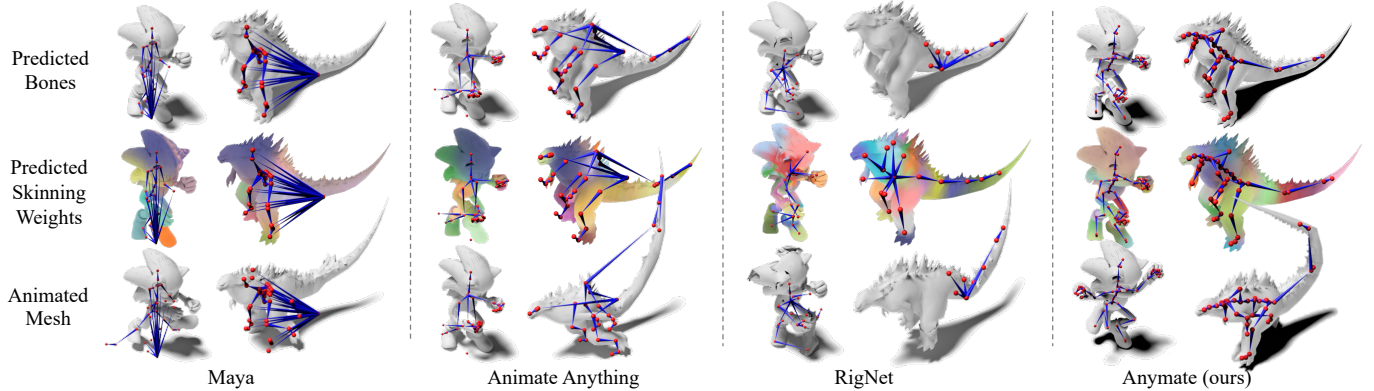 Predicted
Bones
Predicted
Skinning
Weights
Animated
Mesh
Maya
Animate Anything
RigNet
Anymate (ours)